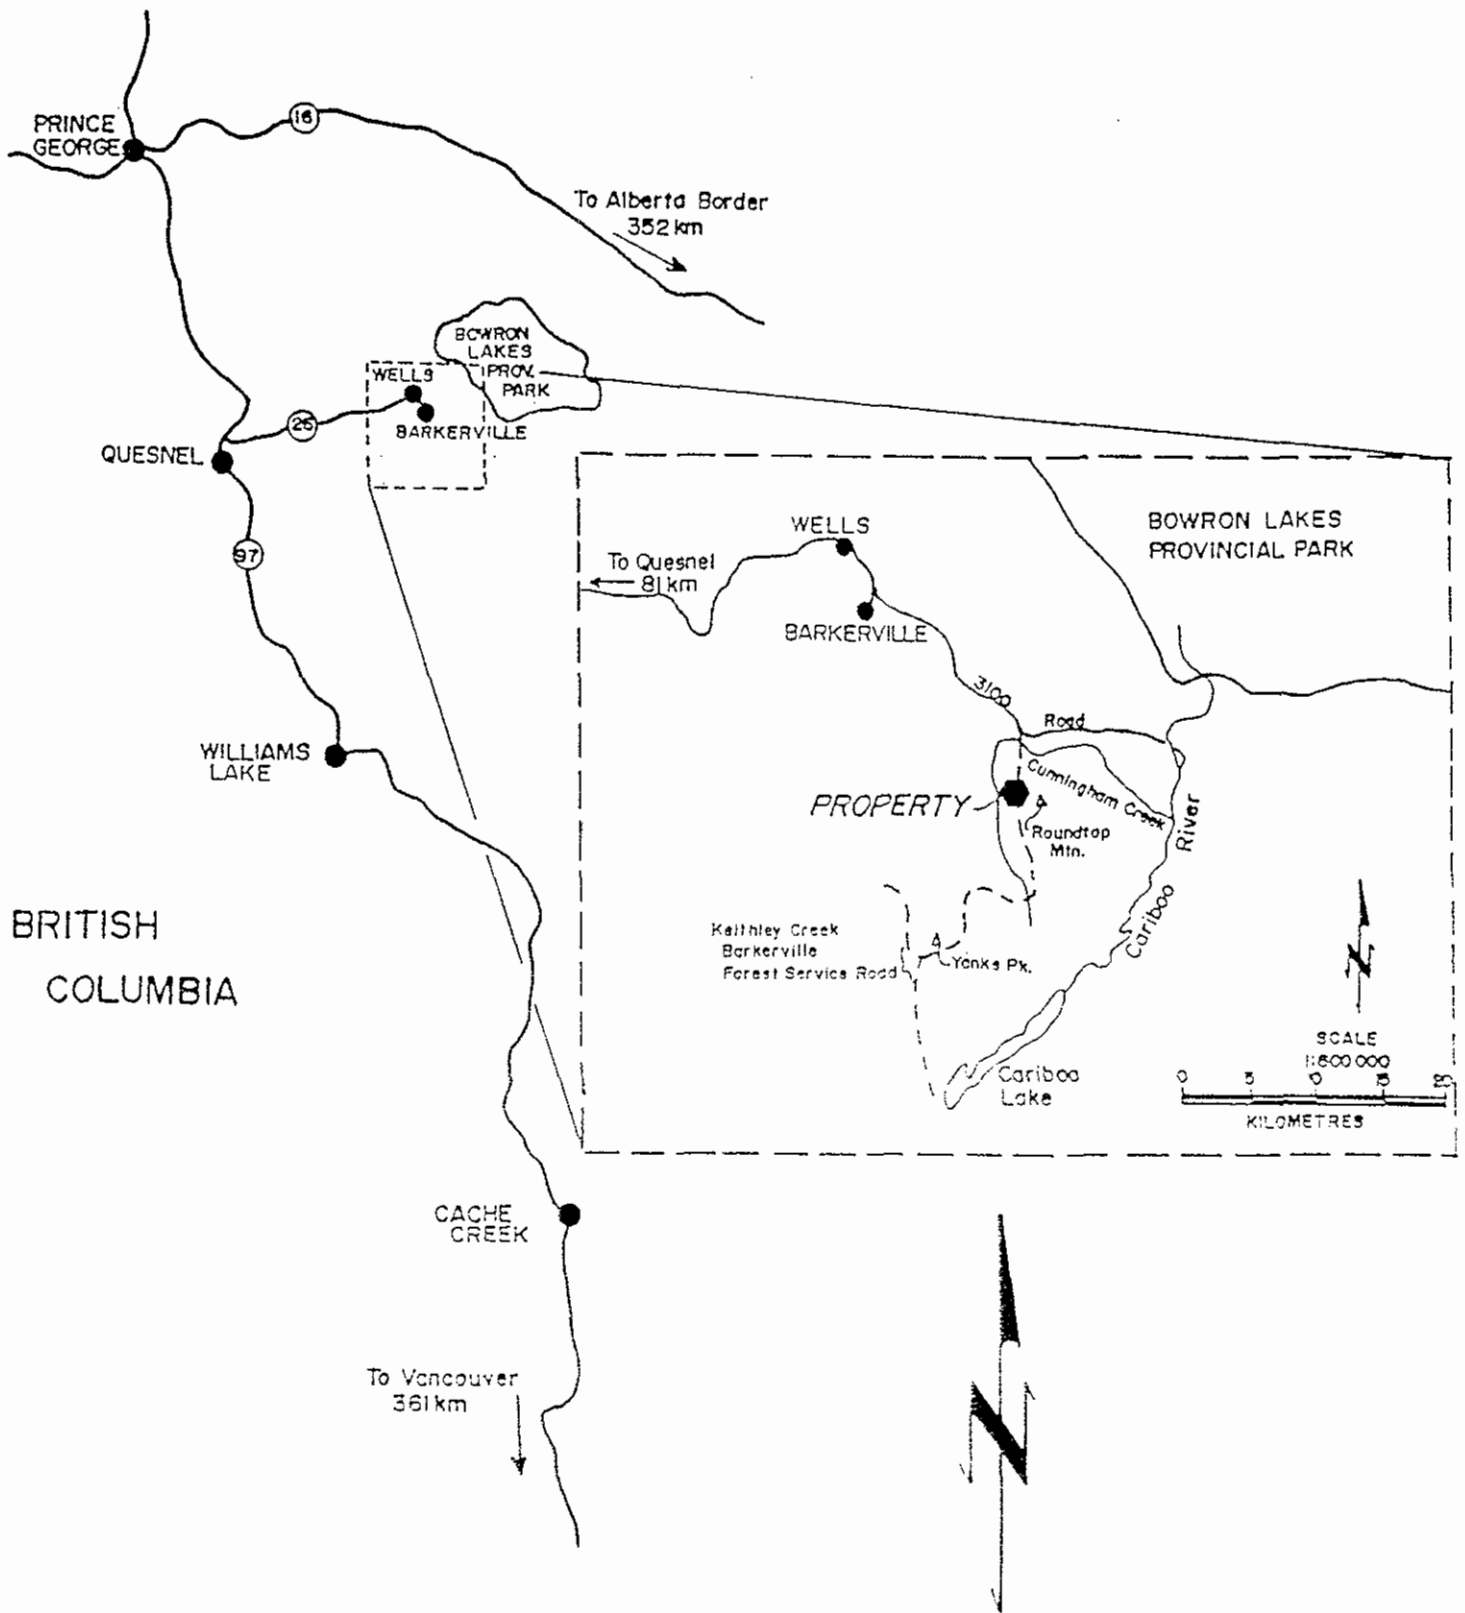 PRINCE
GEORGE
16
To Alberta Border
352 km
BOWRON
LAKES
PROV.
PARK
WELLS
BARKERVILLE
26
QUESNEL
97
WILLIAMS
LAKE
BRITISH
COLUMBIA
CACHE
CREEK
To Vancouver
361 km
WELLS
BOWRON LAKES
PROVINCIAL PARK
To Quesnel
81 km
BARKERVILLE
3100
Road
Cunningham Creek
PROPERTY
Roundtop
Mtn.
River
Cariboo
Keithley Creek
Barkerville
Forest Service Road
Yanks Pk.
Cariboo
Lake
N
SCALE
1:600 000
0 5 10 15 20
KILOMETRES
N